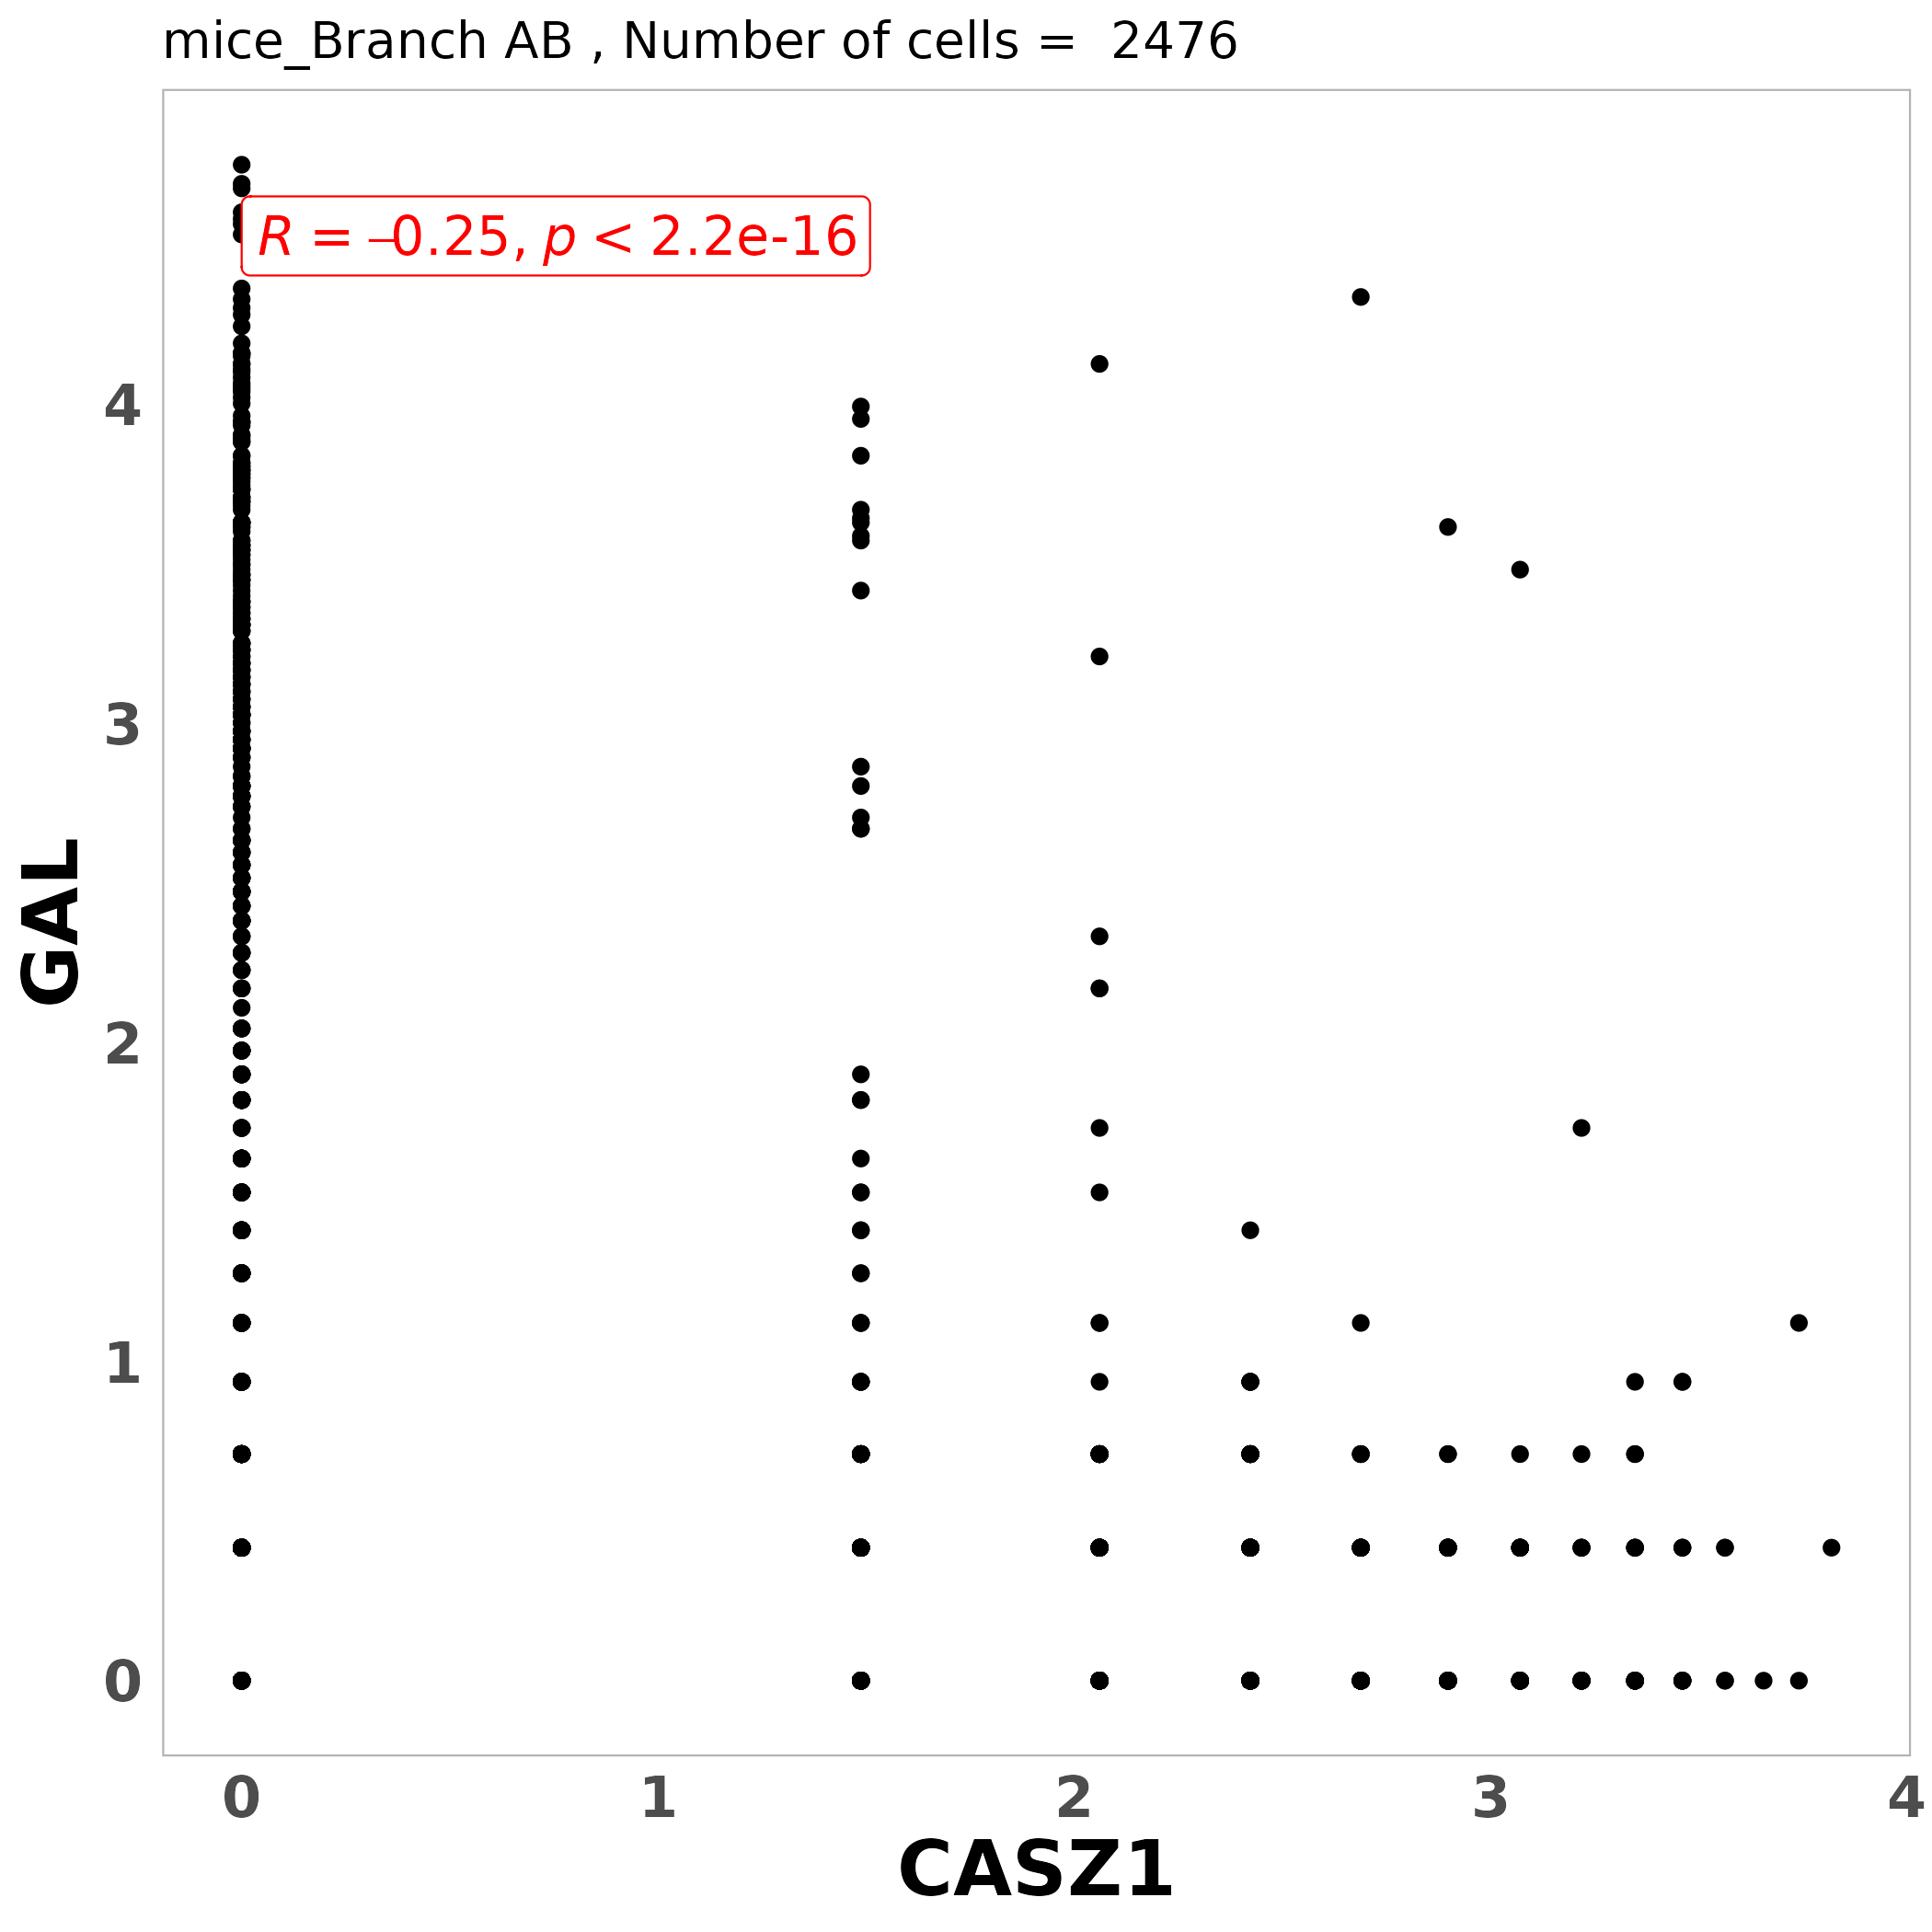 mice_Branch AB , Number of cells =  2476
R = –0.25, p < 2.2e-16
4
3
2
1
0
GAL
0 1 2 3 4
CASZ1